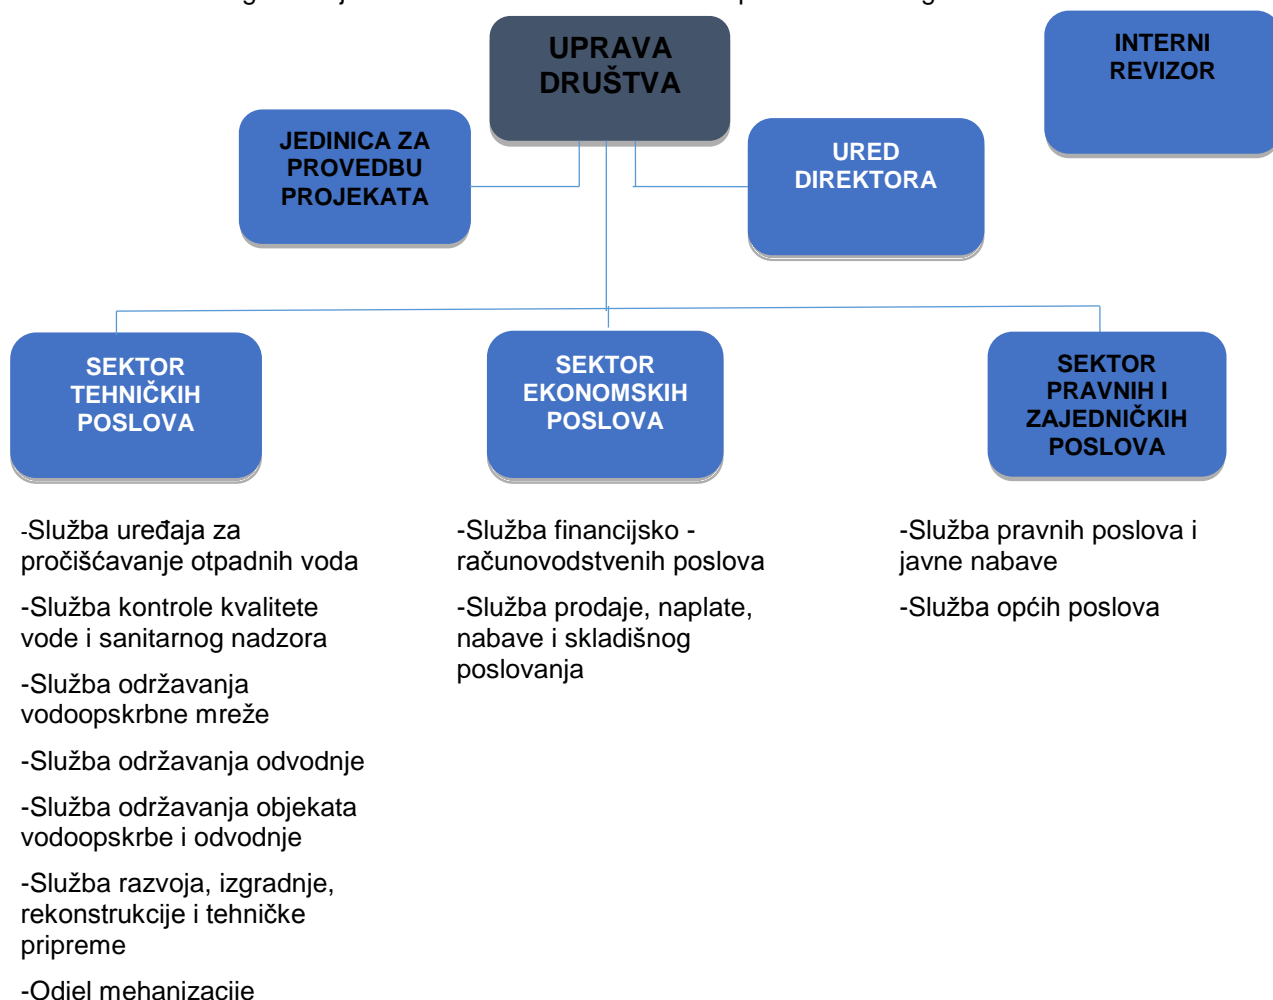 UPRAVA
DRUŠTVA
INTERNI
REVIZOR
JEDINICA ZA
PROVEDBU
PROJEKATA
URED
DIREKTORA
SEKTOR
TEHNIČKIH
POSLOVA
SEKTOR
EKONOMSKIH
POSLOVA
SEKTOR
PRAVNIH I
ZAJEDNIČKIH
POSLOVA
-Služba uređaja za
pročišćavanje otpadnih voda
-Služba kontrole kvalitete
vode i sanitarnog nadzora
-Služba održavanja
vodoopskrbne mreže
-Služba održavanja odvodnje
-Služba održavanja objekata
vodoopskrbe i odvodnje
-Služba razvoja, izgradnje,
rekonstrukcije i tehničke
pripreme
-Odjel mehanizacije
-Služba financijsko -
računovodstvenih poslova
-Služba prodaje, naplate,
nabave i skladišnog
poslovanja
-Služba pravnih poslova i
javne nabave
-Služba općih poslova